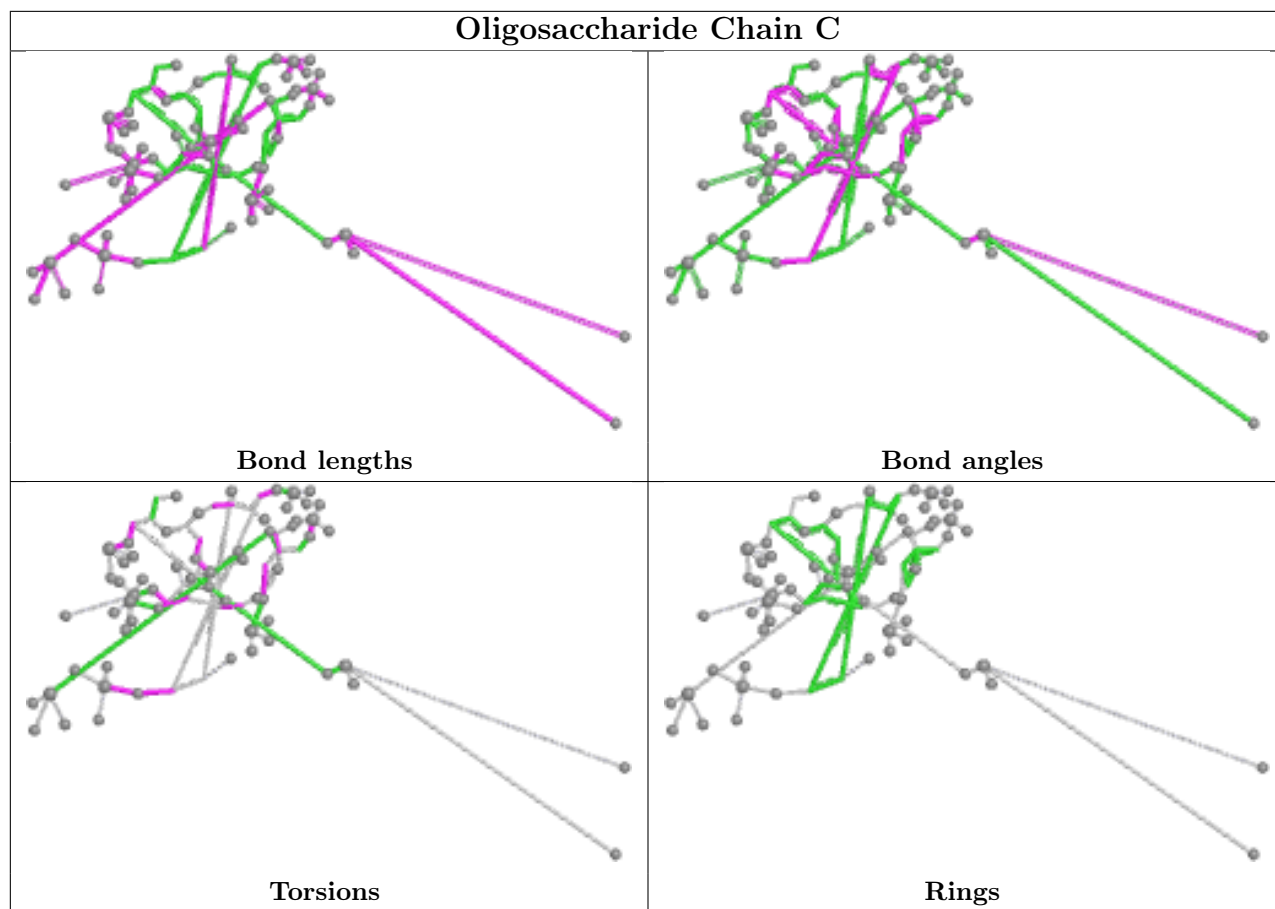 Oligosaccharide Chain C
Bond lengths
Bond angles
Torsions
Rings